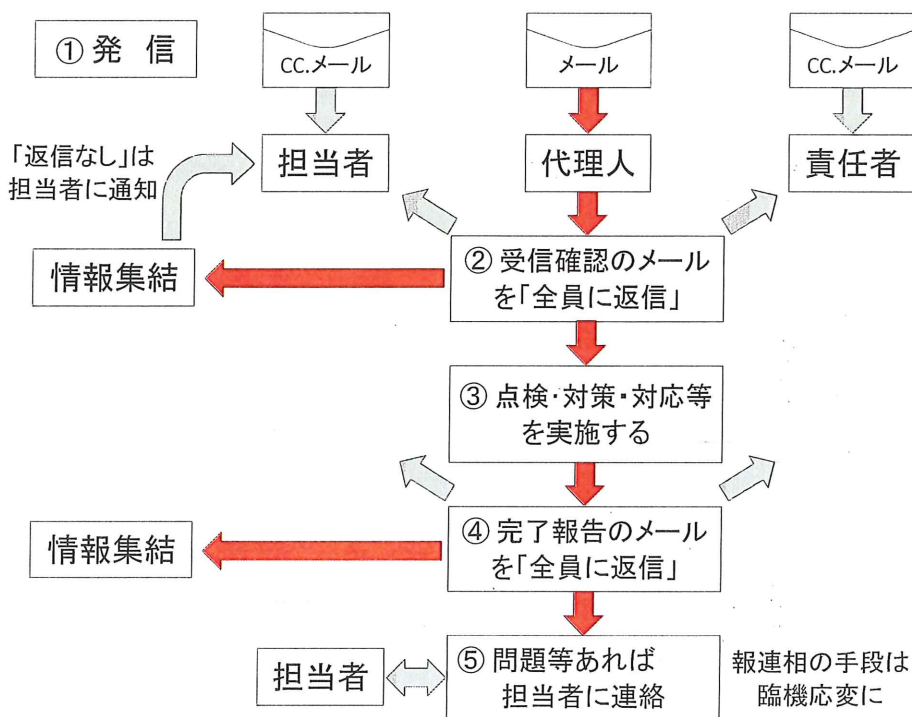 ① 発 信
CC.メール
メール
CC.メール
「返信なし」は
担当者に通知
担当者
代理人
責任者
情報集結
② 受信確認のメール
を「全員に返信」
③ 点検・対策・対応等
を実施する
情報集結
④ 完了報告のメール
を「全員に返信」
担当者
⑤ 問題等あれば
担当者に連絡
報連相の手段は
臨機応変に